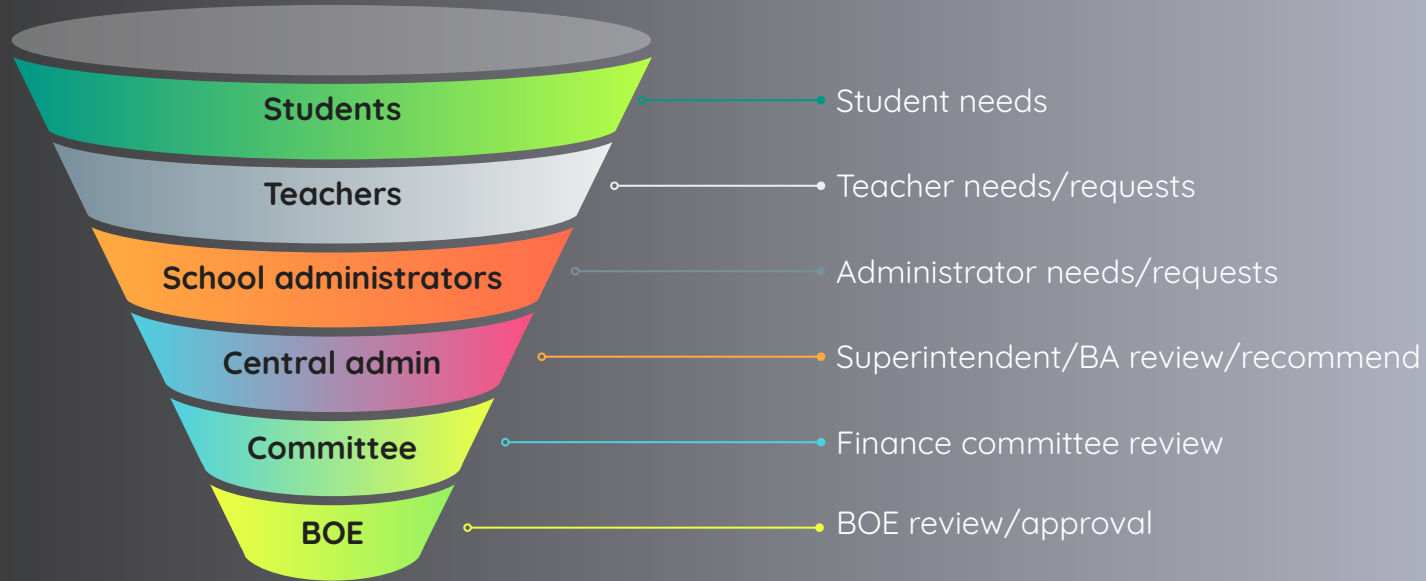 Students
Student needs
Teachers
Teacher needs/requests
School administrators
Administrator needs/requests
Central admin
Superintendent/BA review/recommend
Committee
Finance committee review
BOE
BOE review/approval